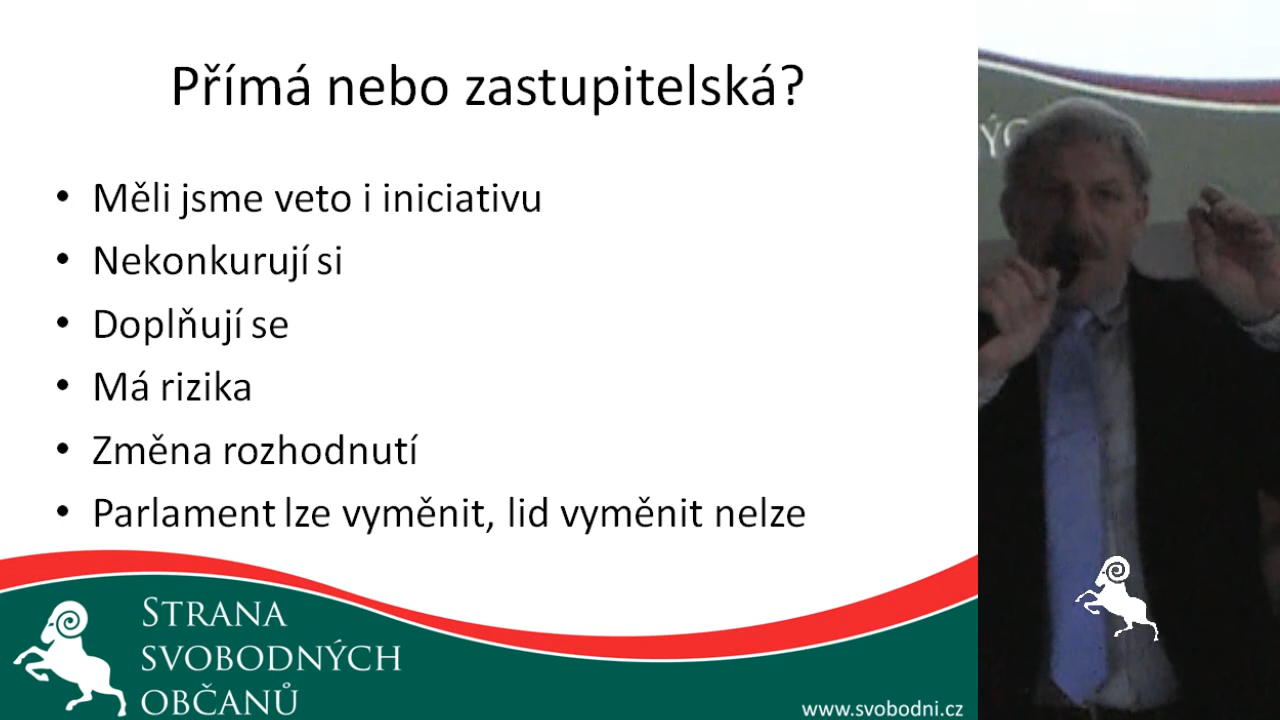 Přímá nebo zastupitelská?
• Měli jsme veto i iniciativu
• Nekonkurují si
• Doplňují se
• Má rizika
• Změna rozhodnutí
• Parlament lze vyměnit, lid vyměnit nelze
STRANA
SVOBODNÝCH
OBČANŮ
www.svobodni.cz